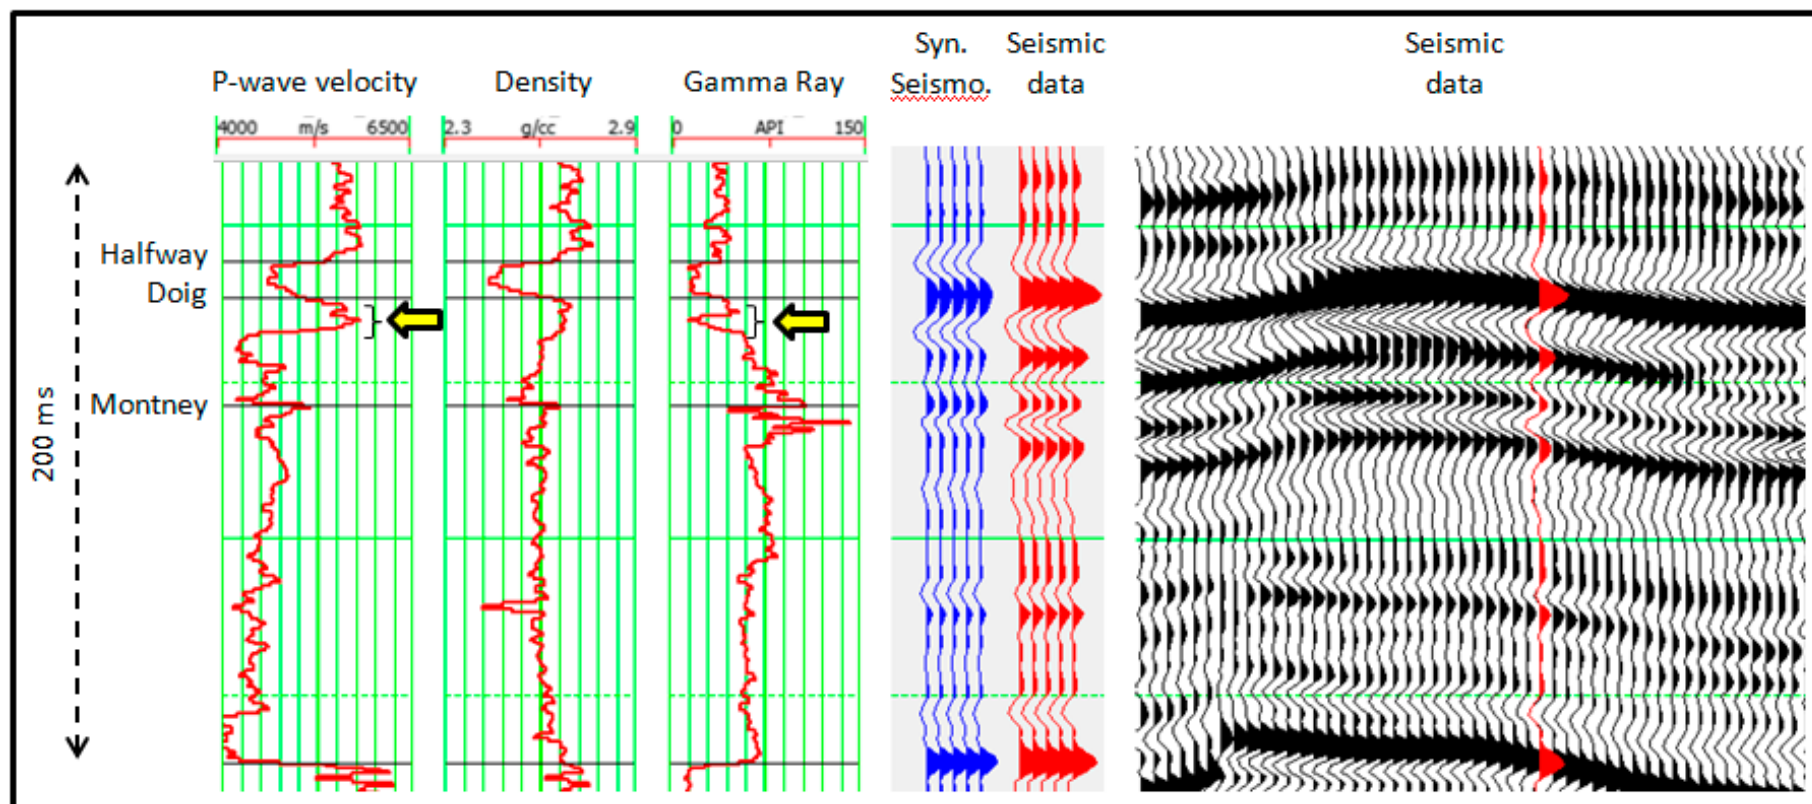 Syn. Seismic Seismic
P-wave velocity Density Gamma Ray Seismo. data data
4000 m/s 6500 2.3 g/cc 2.9 0 API 150
Halfway
Doig
Montney
200 ms